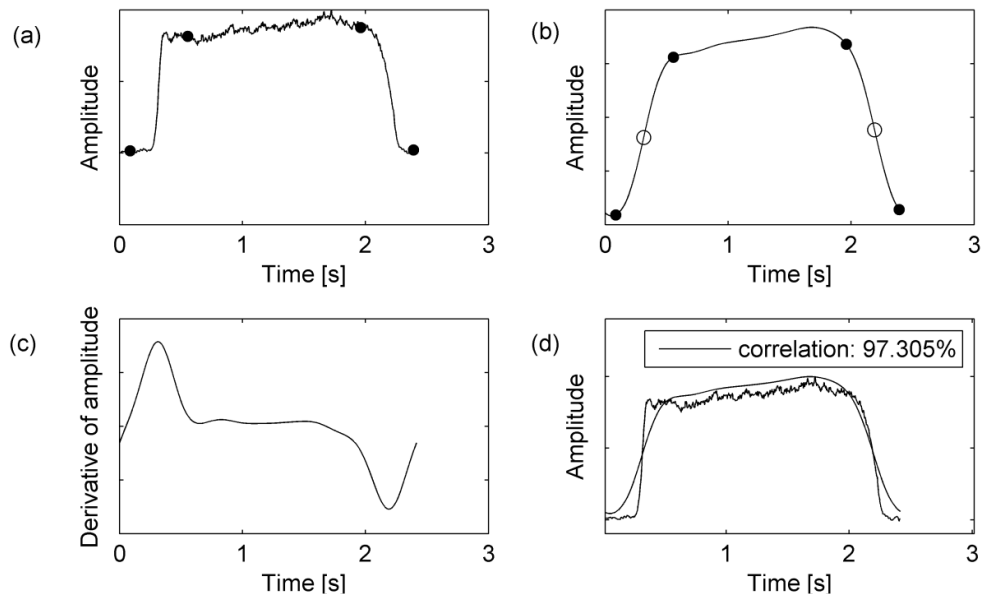 (a)
Amplitude
0 1 2 3
Time [s]
(b)
Amplitude
0 1 2 3
Time [s]
(c)
Derivative of amplitude
0 1 2 3
Time [s]
(d)
correlation: 97.305%
Amplitude
0 1 2 3
Time [s]